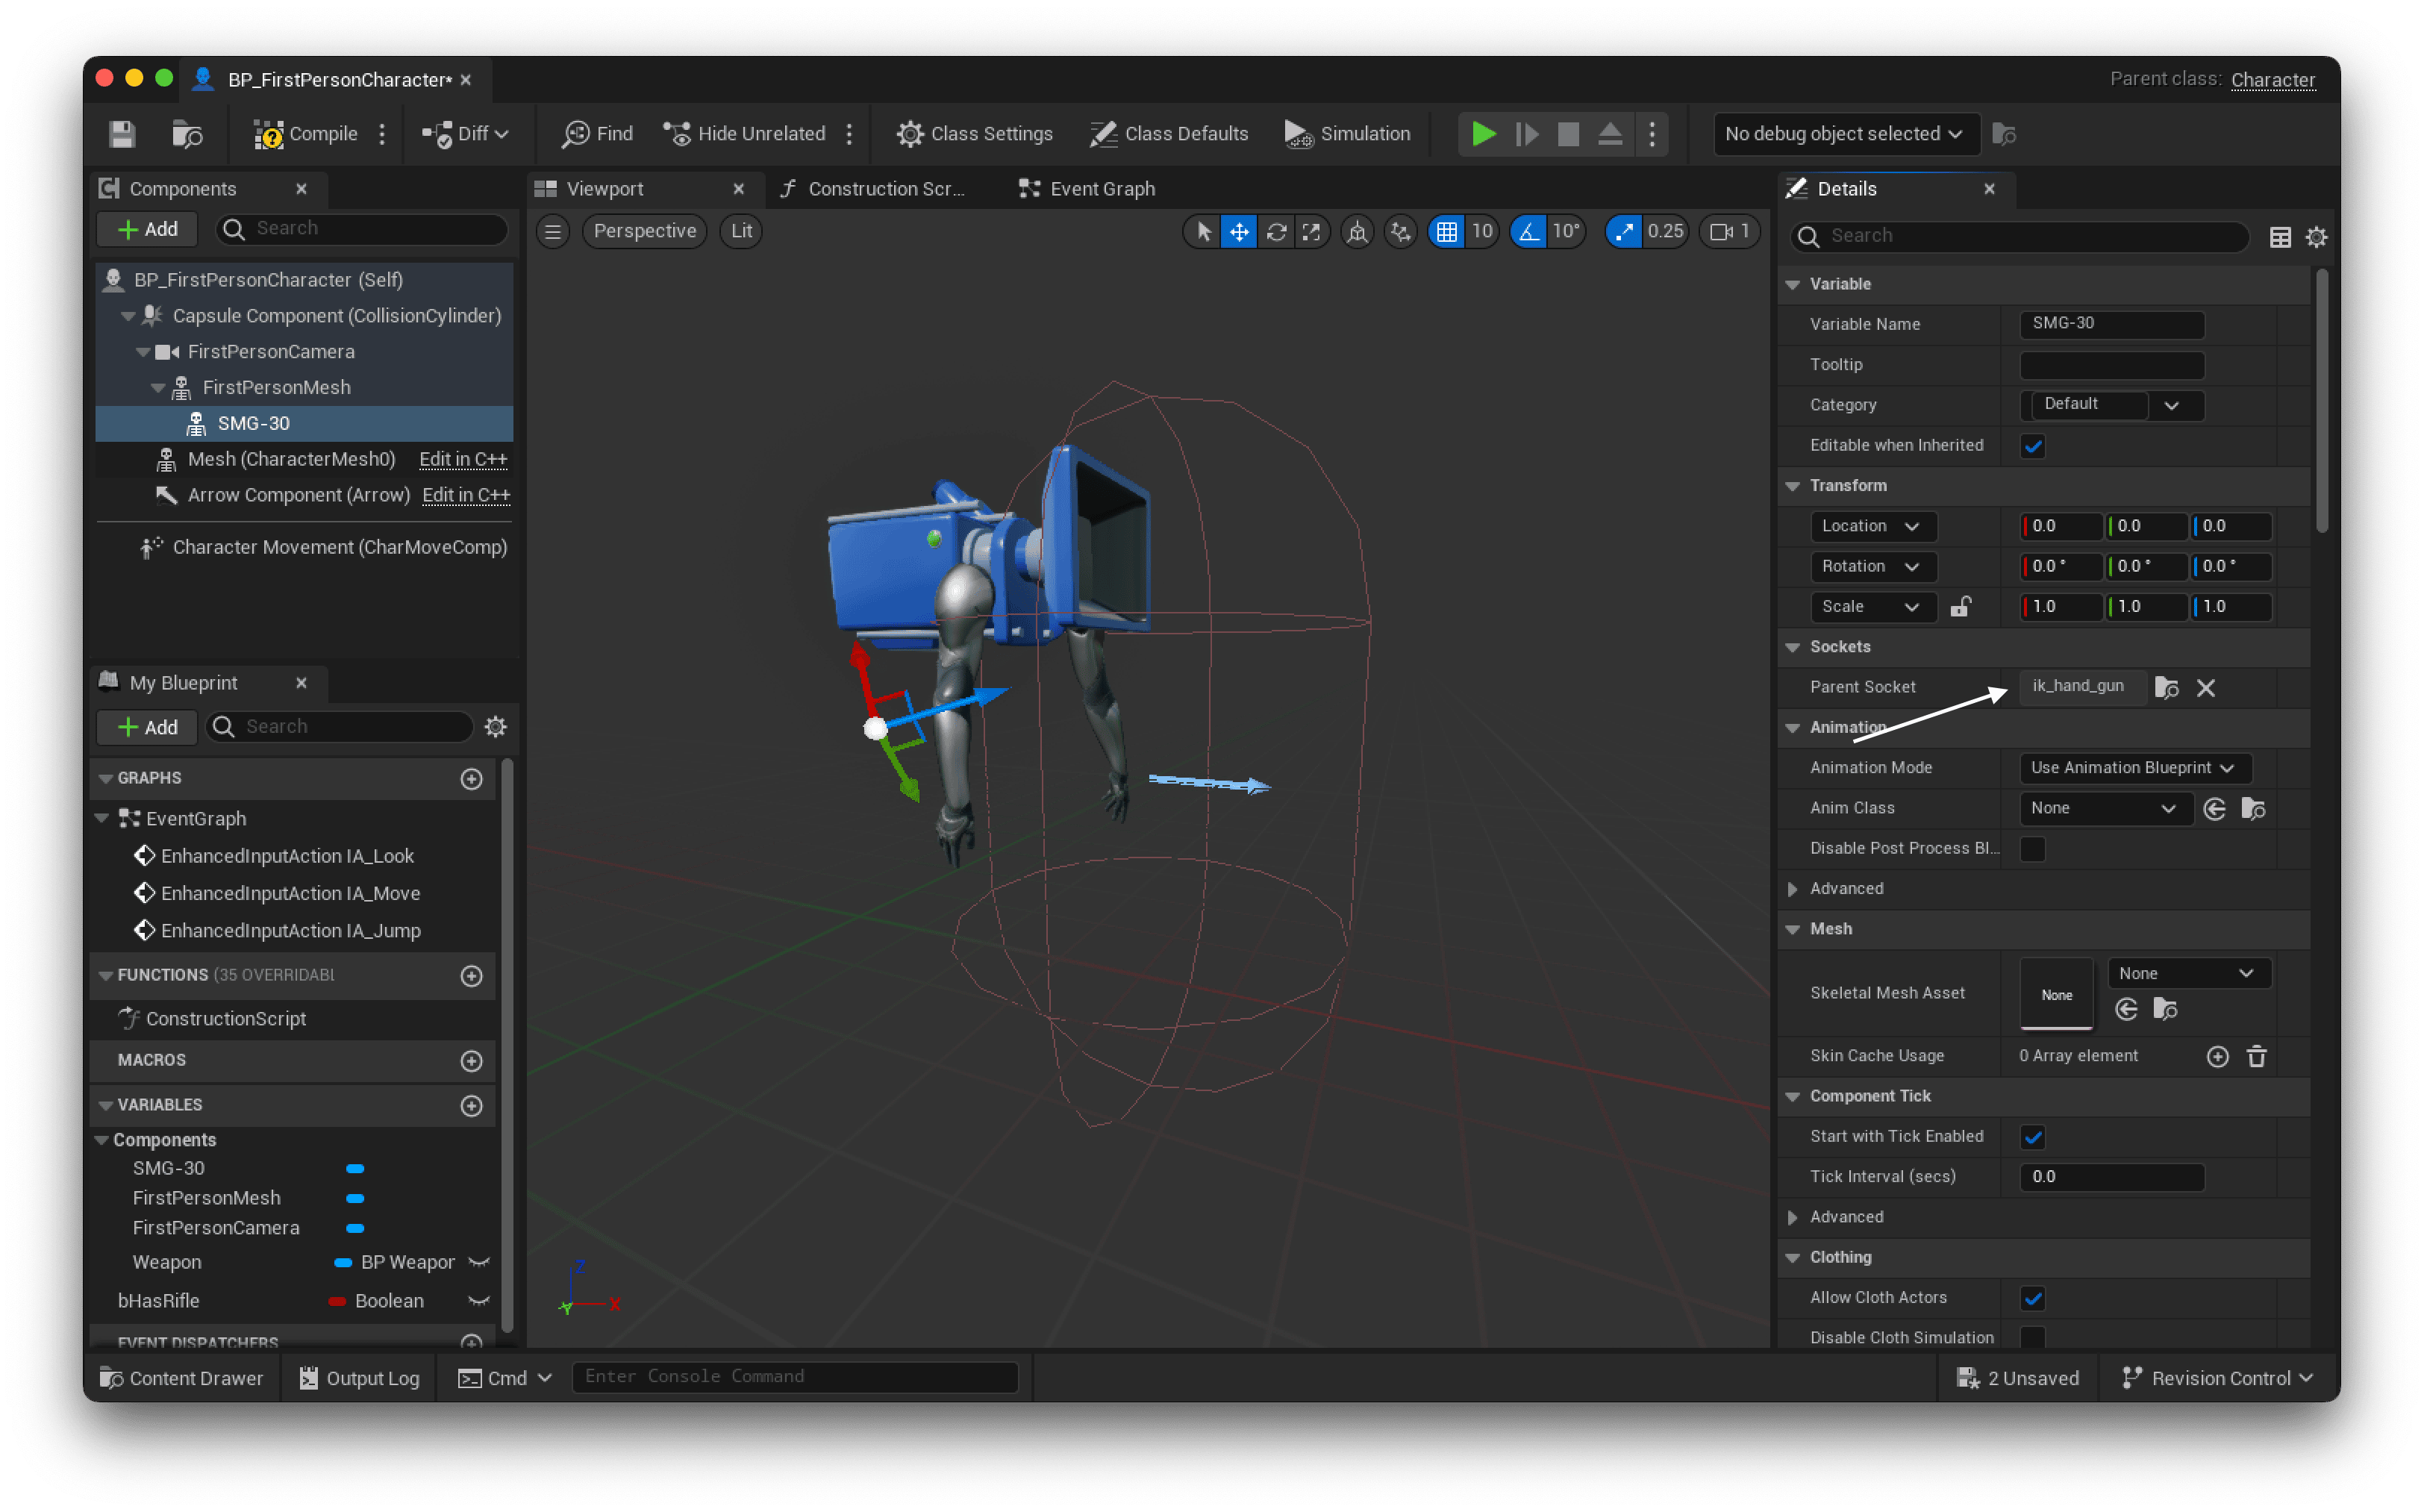 BP_FirstPersonCharacter*
Parent class: Character
Compile
Diff
Find
Hide Unrelated
Class Settings
Class Defaults
Simulation
No debug object selected
Components
Add
Search
BP_FirstPersonCharacter (Self)
Capsule Component (CollisionCylinder)
FirstPersonCamera
FirstPersonMesh
SMG-30
Mesh (CharacterMesh0) Edit in C++
Arrow Component (Arrow) Edit in C++
Character Movement (CharMoveComp)
My Blueprint
Add
Search
GRAPHS
EventGraph
EnhancedInputAction IA_Look
EnhancedInputAction IA_Move
EnhancedInputAction IA_Jump
FUNCTIONS (35 OVERRIDABL
ConstructionScript
MACROS
VARIABLES
Components
SMG-30
FirstPersonMesh
FirstPersonCamera
Weapon BP Weapor
bHasRifle Boolean
EVENT DISPATCHERS
Viewport
Construction Scr...
Event Graph
Perspective
Lit
10
10°
0.25
1
Z
X
Y
Details
Search
Variable
Variable Name SMG-30
Tooltip
Category Default
Editable when Inherited
Transform
Location 0.0 0.0 0.0
Rotation 0.0 ° 0.0 ° 0.0 °
Scale 1.0 1.0 1.0
Sockets
Parent Socket ik_hand_gun
Animation
Animation Mode Use Animation Blueprint
Anim Class None
Disable Post Process Bl...
Advanced
Mesh
Skeletal Mesh Asset None None
Skin Cache Usage 0 Array element
Component Tick
Start with Tick Enabled
Tick Interval (secs) 0.0
Advanced
Clothing
Allow Cloth Actors
Disable Cloth Simulation
Content Drawer
Output Log
Cmd
Enter Console Command
2 Unsaved
Revision Control